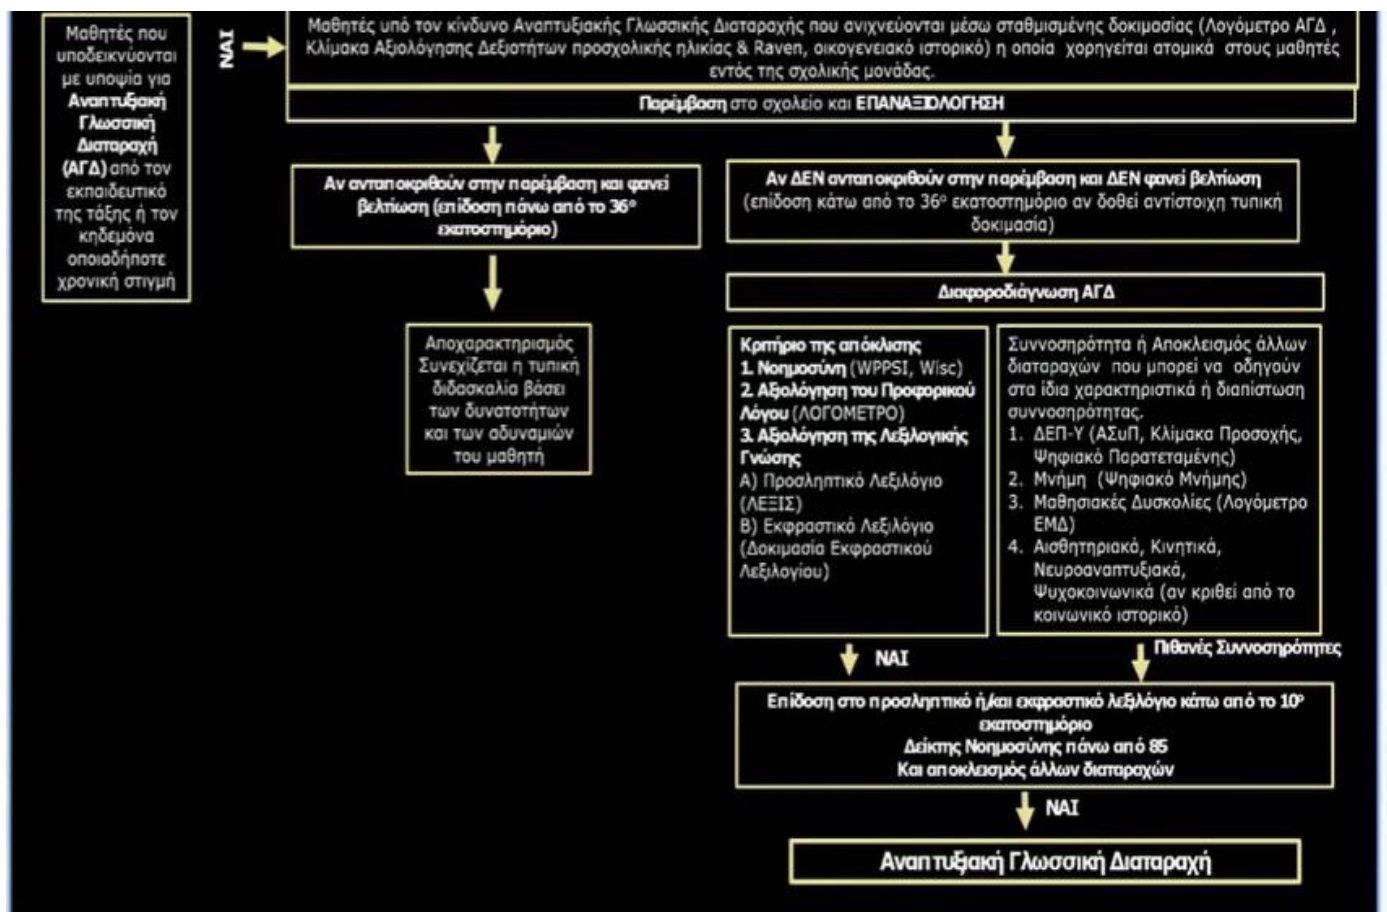 Μαθητές που
υποδεικνύονται
με υποψία για
Αναπτυξιακή
Γλωσσική
Διαταραχή
(ΑΓΔ) από τον
εκπαιδευτικό
της τάξης ή τον
κηδεμόνα
οποιαδήποτε
χρονική στιγμή
ΝΑΙ
Μαθητές υπό τον κίνδυνο Αναπτυξιακής Γλωσσικής Διαταραχής που ανιχνεύονται μέσω σταθμισμένης δοκιμασίας (Λογόμετρο ΑΓΔ ,
Κλίμακα Αξιολόγησης Δεξιοτήτων προσχολικής ηλικίας & Raven, οικογενειακό ιστορικό) η οποία χορηγείται ατομικά στους μαθητές
εντός της σχολικής μονάδας.
Παρέμβαση στο σχολείο και ΕΠΑΝΑΞΙΟΛΟΓΗΣΗ
Αν ανταποκριθούν στην παρέμβαση και φανεί
βελτίωση (επίδοση πάνω από το 36ο
εκατοστημόριο)
Αποχαρακτηρισμός
Συνεχίζεται η τυπική
διδασκαλία βάσει
των δυνατοτήτων
και των αδυναμιών
του μαθητή
Αν ΔΕΝ ανταποκριθούν στην παρέμβαση και ΔΕΝ φανεί βελτίωση
(επίδοση κάτω από το 36ο εκατοστημόριο αν δοθεί αντίστοιχη τυπική
δοκιμασία)
Διαφοροδιάγνωση ΑΓΔ
Κριτήριο της απόκλισης
1. Νοημοσύνη (WPPSI, Wisc)
2. Αξιολόγηση του Προφορικού
Λόγου (ΛΟΓΟΜΕΤΡΟ)
3. Αξιολόγηση της Λεξιλογικής
Γνώσης
Α) Προσληπτικό Λεξιλόγιο
(ΛΕΞΙΣ)
Β) Εκφραστικό Λεξιλόγιο
(Δοκιμασία Εκφραστικού
Λεξιλογίου)
Συννοσηρότητα ή Αποκλεισμός άλλων
διαταραχών που μπορεί να οδηγούν
στα ίδια χαρακτηριστικά ή διαπίστωση
συννοσηρότητας.
1. ΔΕΠ-Υ (ΑΣυΠ, Κλίμακα Προσοχής,
Ψηφιακό Παρατεταμένης)
2. Μνήμη (Ψηφιακό Μνήμης)
3. Μαθησιακές Δυσκολίες (Λογόμετρο
ΕΜΔ)
4. Αισθητηριακά, Κινητικά,
Νευροαναπτυξιακά,
Ψυχοκοινωνικά (αν κριθεί από το
κοινωνικό ιστορικό)
ΝΑΙ
Πιθανές Συννοσηρότητες
Επίδοση στο προσληπτικό ή/και εκφραστικό λεξιλόγιο κάτω από το 10ο
εκατοστημόριο
Δείκτης Νοημοσύνης πάνω από 85
Και αποκλεισμός άλλων διαταραχών
ΝΑΙ
Αναπτυξιακή Γλωσσική Διαταραχή